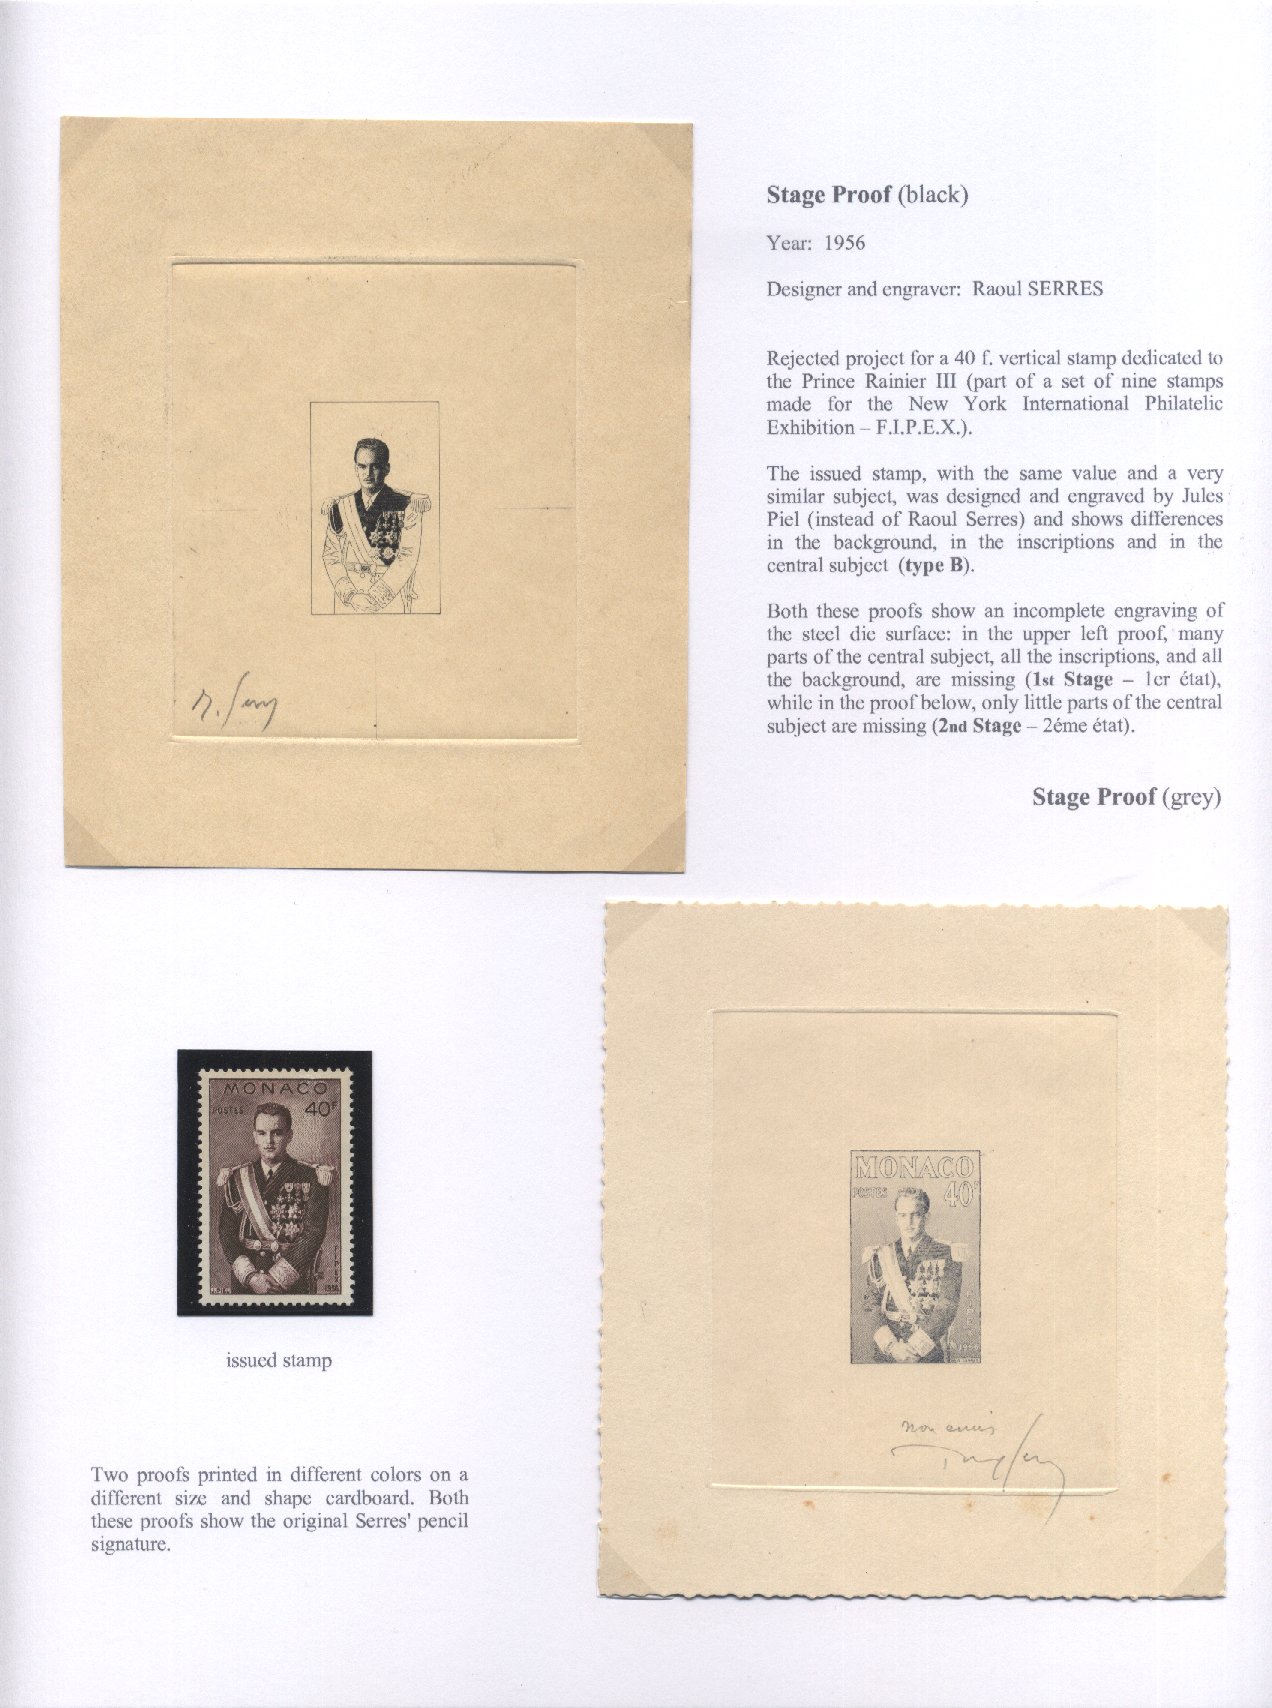 Stage Proof (black)
Year: 1956
Designer and engraver: Raoul SERRES
Rejected project for a 40 f. vertical stamp dedicated to
the Prince Rainier III (part of a set of nine stamps
made for the New York International Philatelic
Exhibition – F.I.P.E.X.).
The issued stamp, with the same value and a very
similar subject, was designed and engraved by Jules
Piel (instead of Raoul Serres) and shows differences
in the background, in the inscriptions and in the
central subject (type B).
Both these proofs show an incomplete engraving of
the steel die surface: in the upper left proof, many
parts of the central subject, all the inscriptions, and all
the background, are missing (1st Stage – 1er état),
while in the proof below, only little parts of the central
subject are missing (2nd Stage – 2éme état).
Stage Proof (grey)
MONACO
POSTES 40F
1956
issued stamp
MONACO
POSTES 40F
Two proofs printed in different colors on a
different size and shape cardboard. Both
these proofs show the original Serres' pencil
signature.